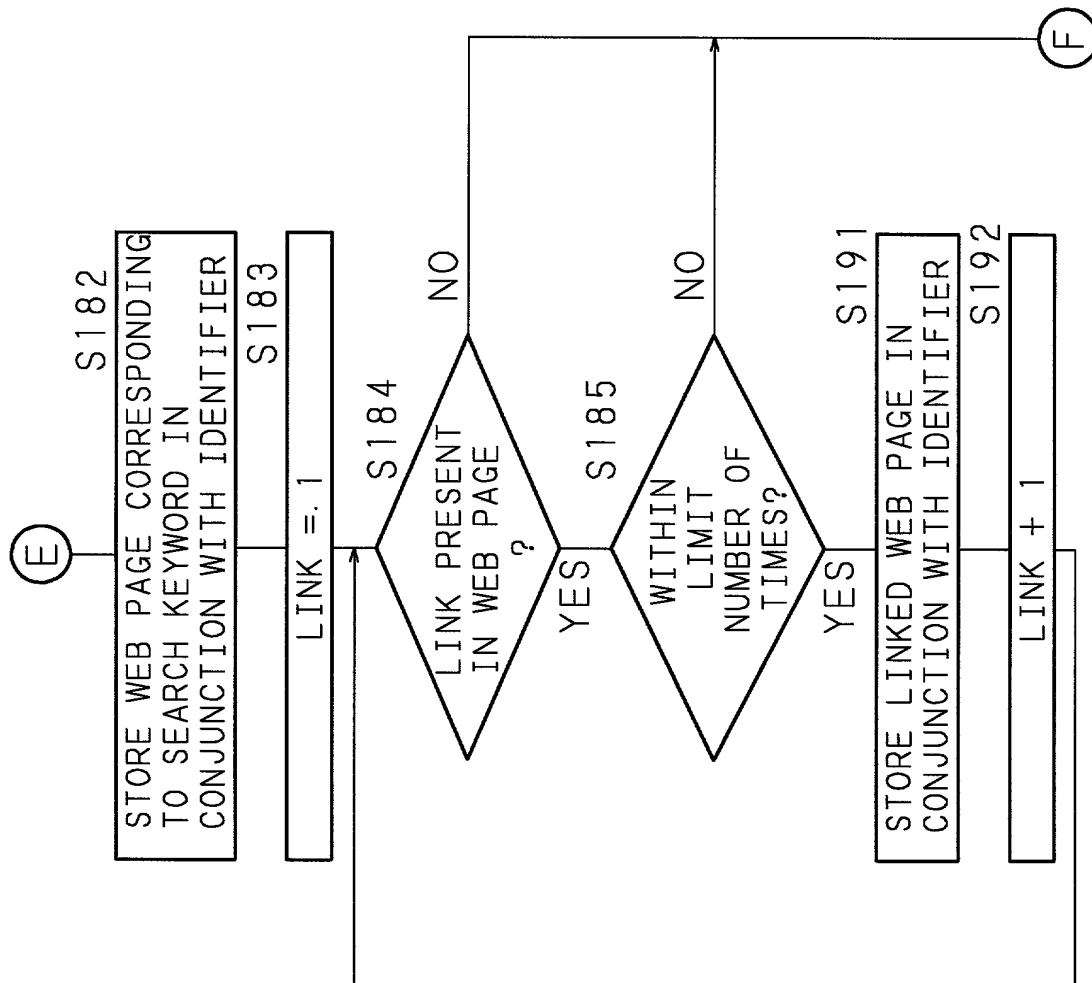 E
S182
STORE WEB PAGE CORRESPONDING
TO SEARCH KEYWORD IN
CONJUNCTION WITH IDENTIFIER
S183
LINK =. 1
S184
LINK PRESENT
IN WEB PAGE
?
NO
YES
S185
WITHIN
LIMIT
NUMBER OF
TIMES?
NO
YES
S191
STORE LINKED WEB PAGE IN
CONJUNCTION WITH IDENTIFIER
S192
LINK + 1
F